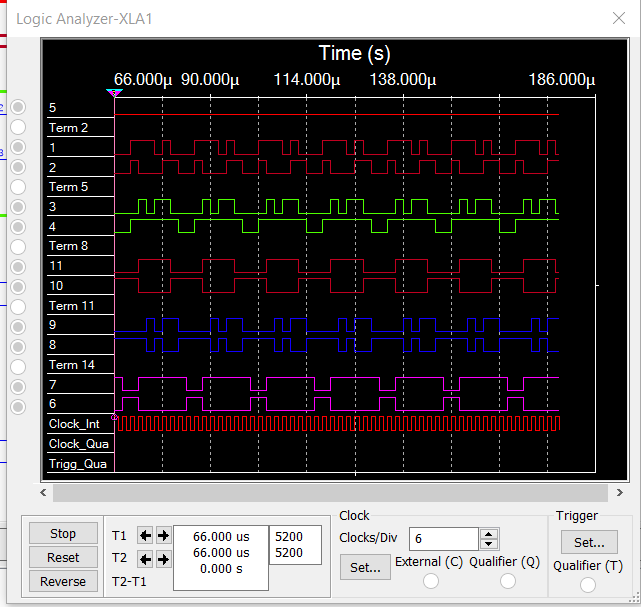 Logic Analyzer-XLA1
Time (s)
66.000µ 90.000µ 114.000µ 138.000µ 186.000µ
5
Term 2
1
2
Term 5
3
4
Term 8
11
10
Term 11
9
8
Term 14
7
6
Clock_Int
Clock_Qua
Trigg_Qua
Stop
Reset
Reverse
T1
T2
T2-T1
66.000 us
66.000 us
0.000 s
5200
5200
Clock
Clocks/Div
6
Set...
External (C)
Qualifier (Q)
Trigger
Set...
Qualifier (T)